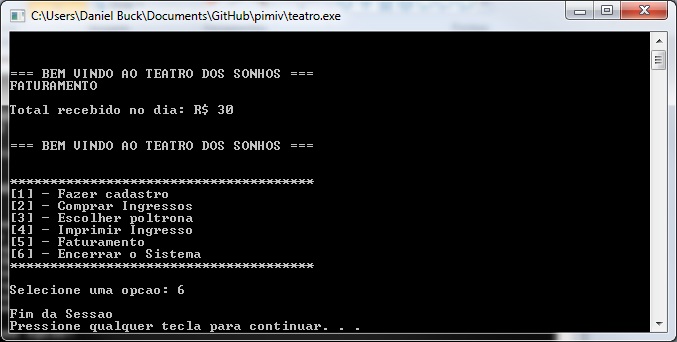 C:\Users\Daniel Buck\Documents\GitHub\pimiv\teatro.exe
=== BEM VINDO AO TEATRO DOS SONHOS ===
FATURAMENTO
Total recebido no dia: R$ 30
=== BEM VINDO AO TEATRO DOS SONHOS ===
**************************************
[1] - Fazer cadastro
[2] - Comprar Ingressos
[3] - Escolher poltrona
[4] - Imprimir Ingresso
[5] - Faturamento
[6] - Encerrar o Sistema
**************************************
Selecione uma opcao: 6
Fim da Sessao
Pressione qualquer tecla para continuar. . .